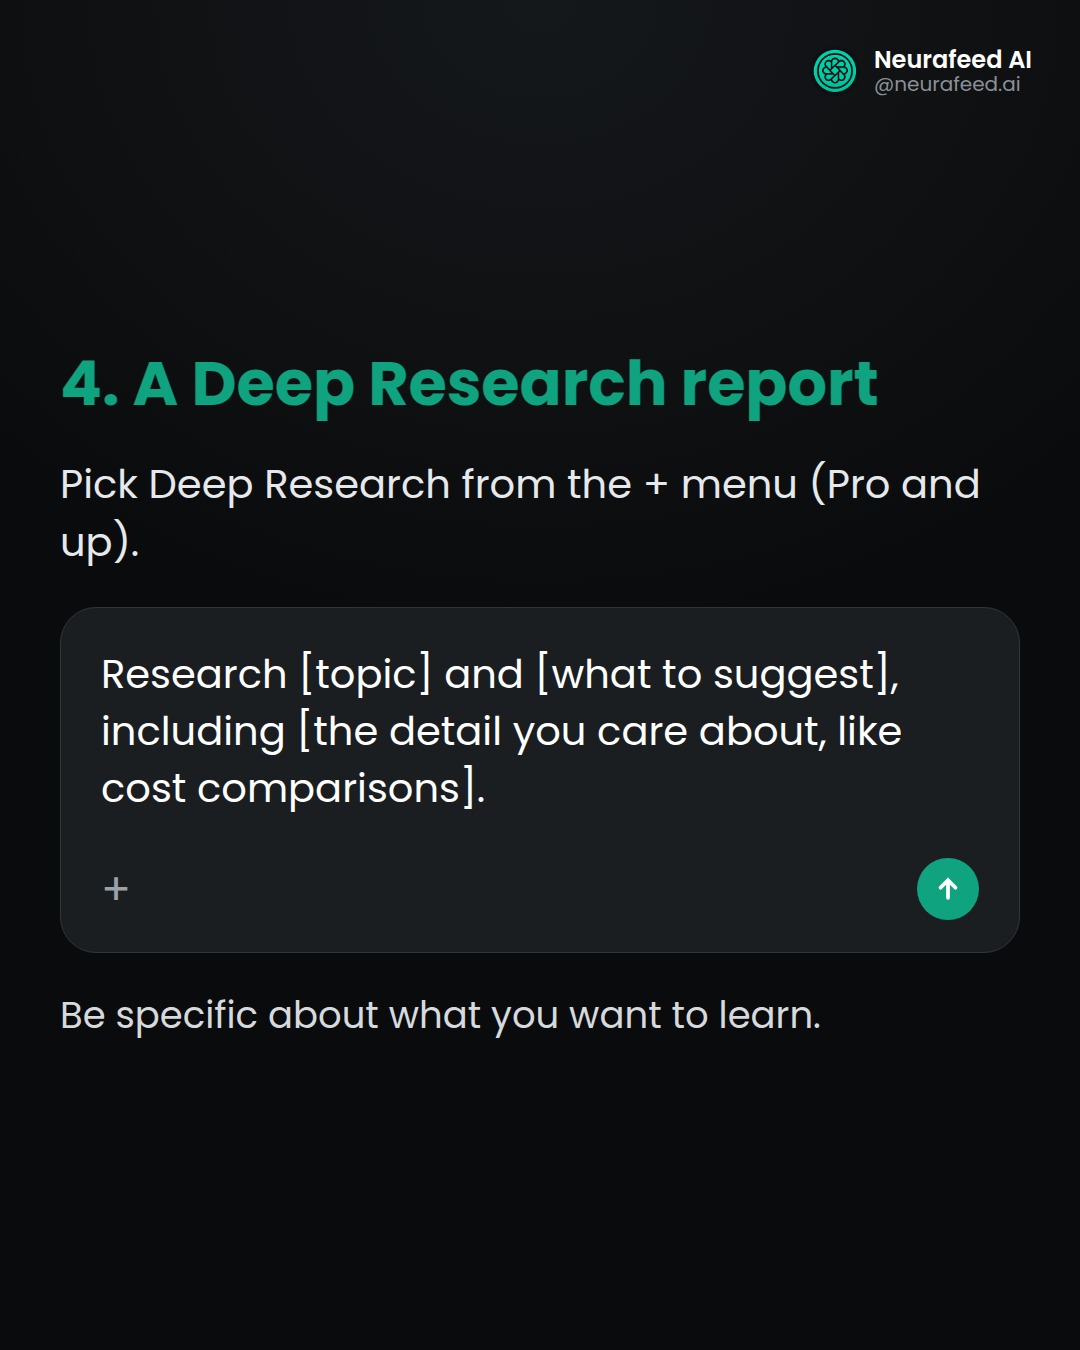 Neurafeed AI
@neurafeed.ai
4. A Deep Research report
Pick Deep Research from the + menu (Pro and
up).
Research [topic] and [what to suggest],
including [the detail you care about, like
cost comparisons].
+
Be specific about what you want to learn.